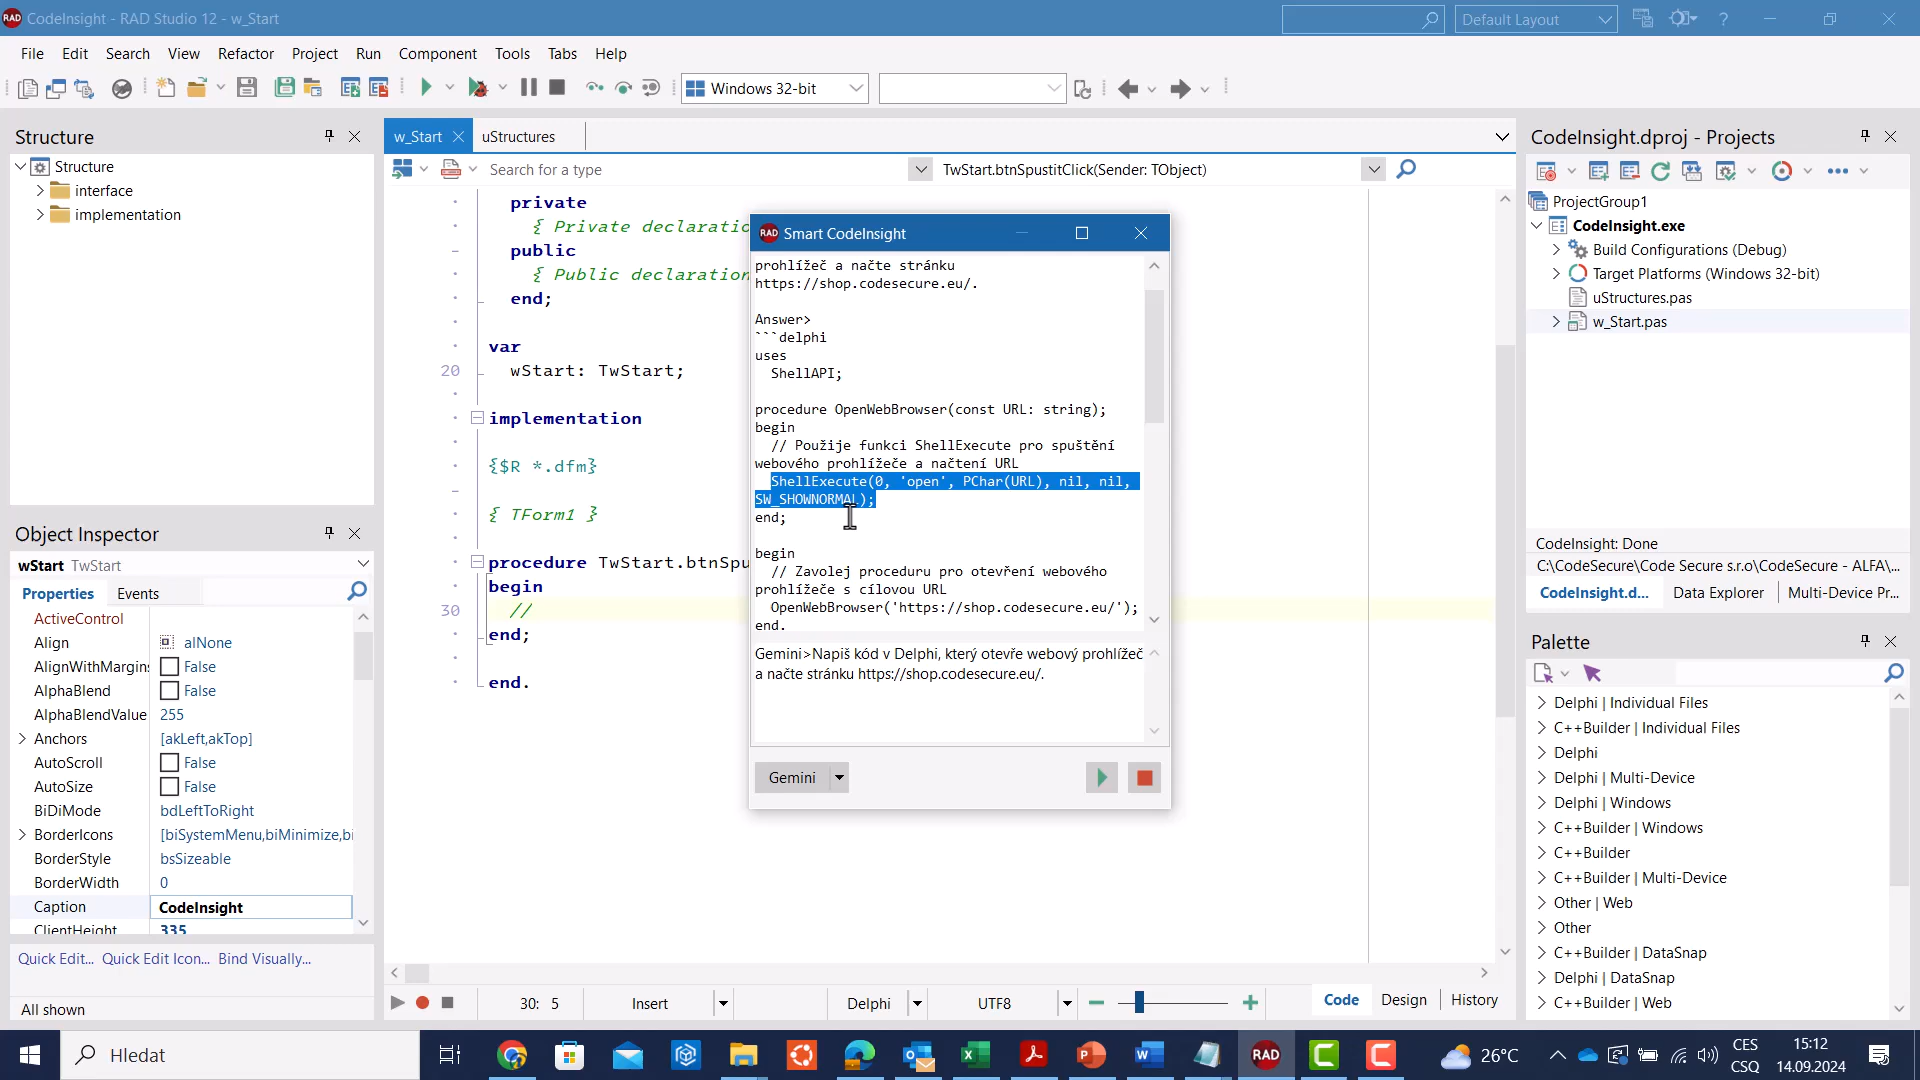 CodeInsight - RAD Studio 12 - w_Start
Default Layout
File Edit Search View Refactor Project Run Component Tools Tabs Help
Windows 32-bit
Structure
Structure
interface
implementation
Object Inspector
wStart TwStart
Properties Events
ActiveControl
Align alNone
AlignWithMargins False
AlphaBlend False
AlphaBlendValue 255
Anchors [akLeft,akTop]
AutoScroll False
AutoSize False
BiDiMode bdLeftToRight
BorderIcons [biSystemMenu,biMinimize,bi
BorderStyle bsSizeable
BorderWidth 0
Caption CodeInsight
ClientHeight 335
Quick Edit... Quick Edit Icon... Bind Visually...
All shown
w_Start uStructures
Search for a type TwStart.btnSpustitClick(Sender: TObject)
private
{ Private declaratio
public
{ Public declaration
end;
var
20 wStart: TwStart;
implementation
{$R *.dfm}
{ TForm1 }
procedure TwStart.btnSpu
begin
30 //
end;
end.
30: 5 Insert Delphi UTF8 Code Design History
Smart CodeInsight
prohlížeč a načte stránku
https://shop.codesecure.eu/.
Answer>
```delphi
uses
ShellAPI;
procedure OpenWebBrowser(const URL: string);
begin
// Použije funkci ShellExecute pro spuštění
webového prohlížeče a načtení URL
ShellExecute(0, 'open', PChar(URL), nil, nil,
SW_SHOWNORMAL);
end;
begin
// Zavolej proceduru pro otevření webového
prohlížeče s cílovou URL
OpenWebBrowser('https://shop.codesecure.eu/');
end.
Gemini>Napiš kód v Delphi, který otevře webový prohlížeč
a načte stránku https://shop.codesecure.eu/.
Gemini
CodeInsight.dproj - Projects
ProjectGroup1
CodeInsight.exe
Build Configurations (Debug)
Target Platforms (Windows 32-bit)
uStructures.pas
w_Start.pas
CodeInsight: Done
C:\CodeSecure\Code Secure s.r.o\CodeSecure - ALFA\...
CodeInsight.d... Data Explorer Multi-Device Pr...
Palette
Delphi | Individual Files
C++Builder | Individual Files
Delphi
Delphi | Multi-Device
Delphi | Windows
C++Builder | Windows
C++Builder
C++Builder | Multi-Device
Other | Web
Other
C++Builder | DataSnap
Delphi | DataSnap
C++Builder | Web
Hledat
RAD
26°C
CES
CSQ
15:12
14.09.2024